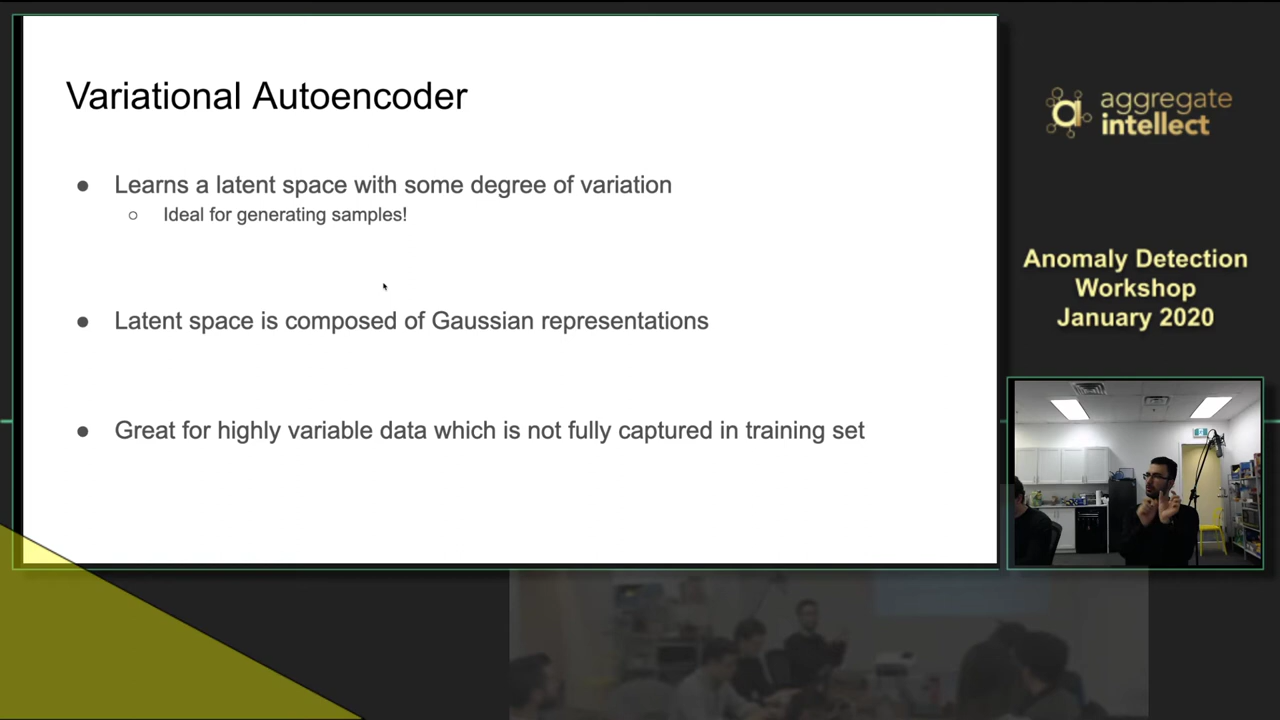 Variational Autoencoder
● Learns a latent space with some degree of variation
○ Ideal for generating samples!
● Latent space is composed of Gaussian representations
● Great for highly variable data which is not fully captured in training set
aggregate
intellect
Anomaly Detection
Workshop
January 2020